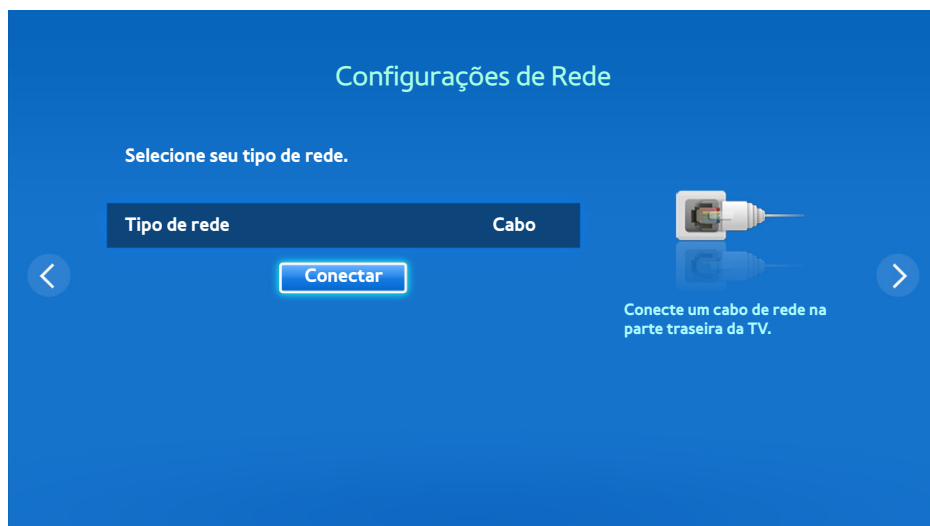 Configurações de Rede
Selecione seu tipo de rede.
Tipo de rede Cabo
Conectar
Conecte um cabo de rede na
parte traseira da TV.